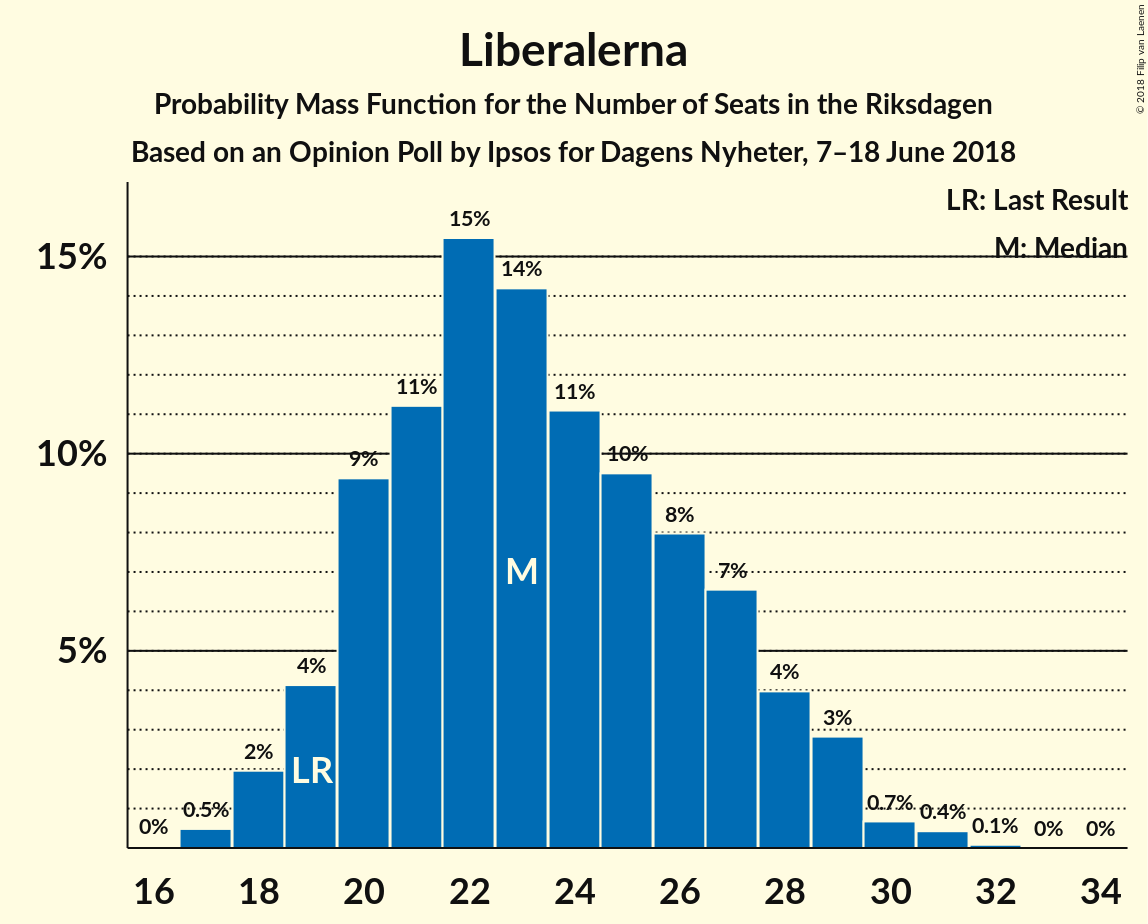 Liberalerna
Probability Mass Function for the Number of Seats in the Riksdagen
Based on an Opinion Poll by Ipsos for Dagens Nyheter, 7–18 June 2018
© 2018 Filip van Laenen
LR: Last Result
M: Median
15%
10%
5%
0%
0.5%
2%
4%
9%
11%
15%
14%
11%
10%
8%
7%
4%
3%
0.7%
0.4%
0.1%
0%
0%
LR
M
16 18 20 22 24 26 28 30 32 34